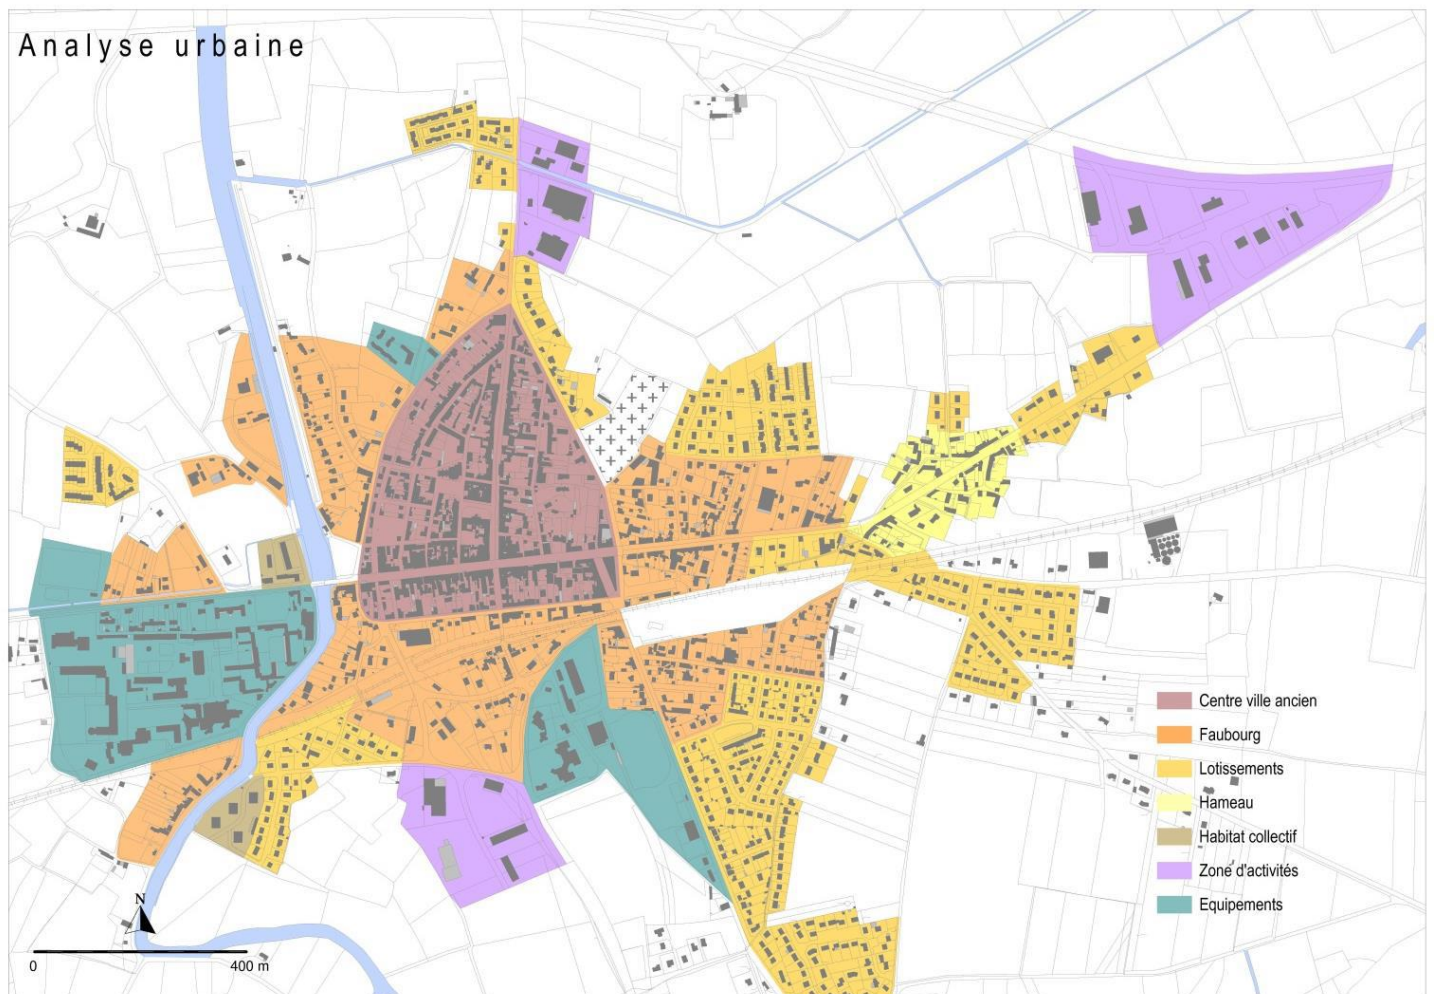 Analyse urbaine
Centre ville ancien
Faubourg
Lotissements
Hameau
Habitat collectif
Zone d'activités
Equipements
N
0 400 m